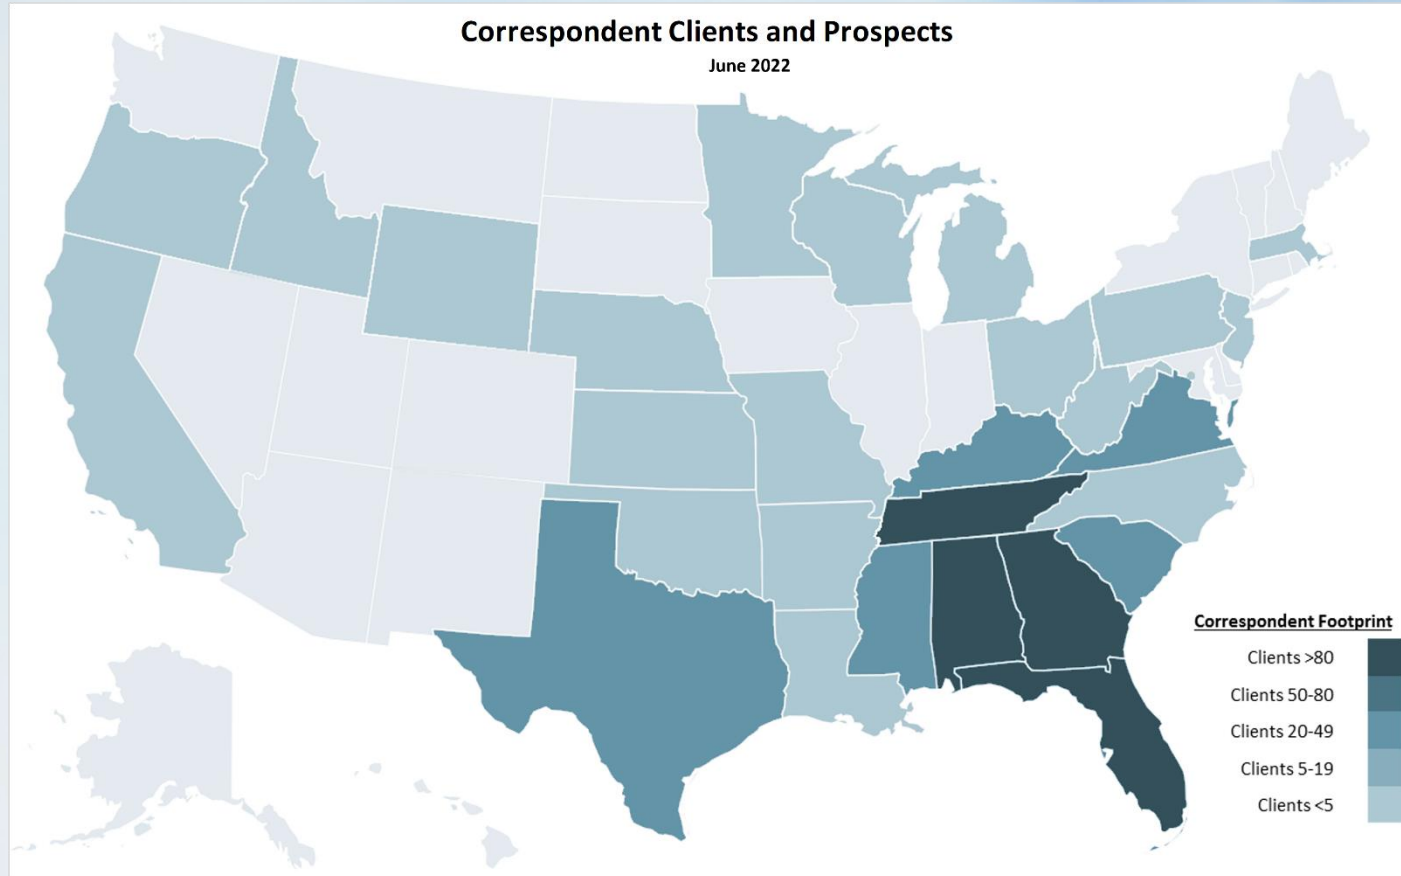 Correspondent Clients and Prospects
June 2022
Correspondent Footprint
Clients >80
Clients 50-80
Clients 20-49
Clients 5-19
Clients <5